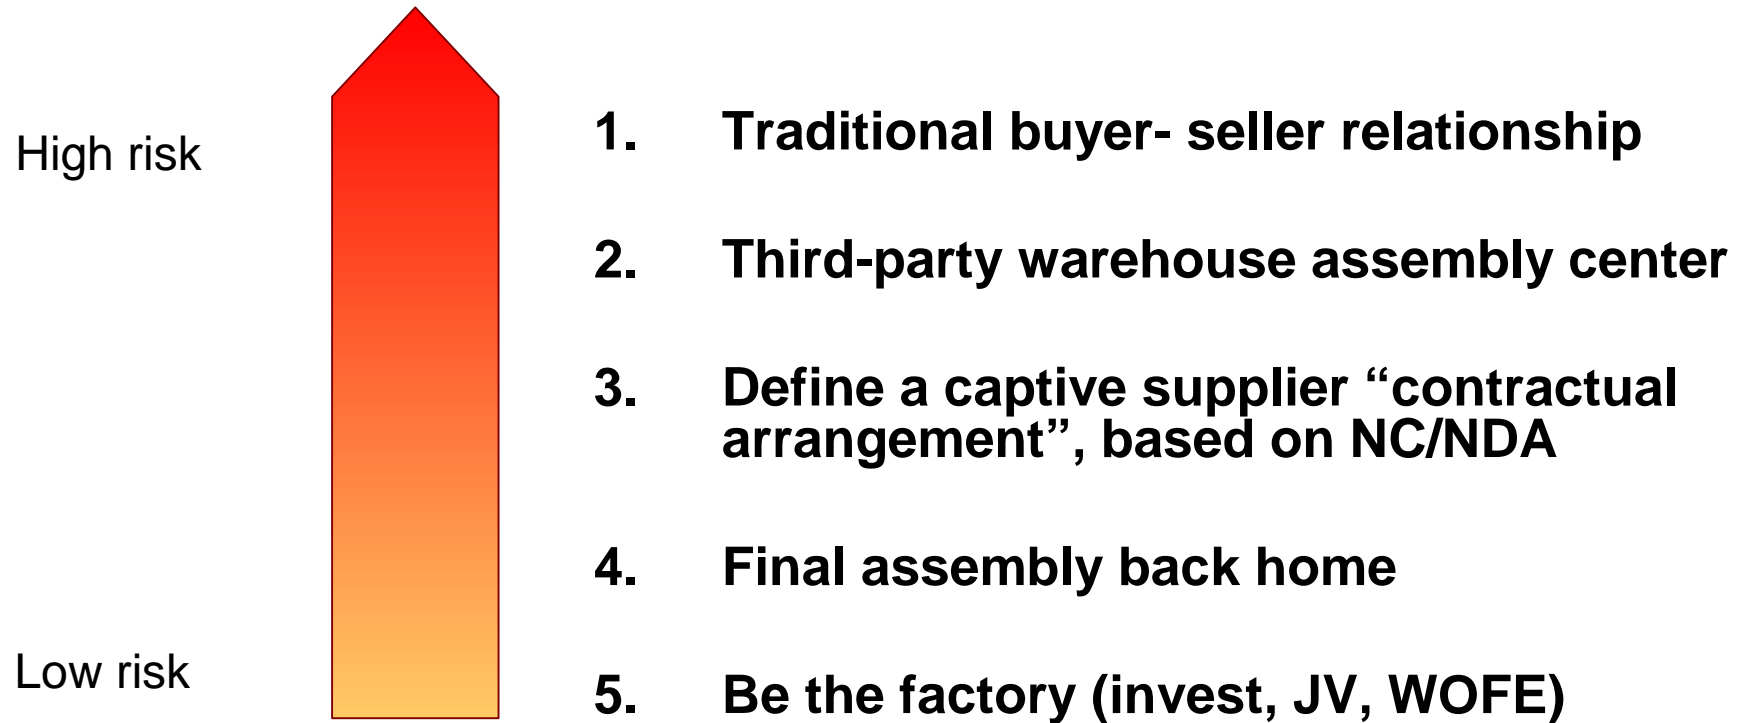 High risk
1. Traditional buyer- seller relationship
2. Third-party warehouse assembly center
3. Define a captive supplier “contractual
arrangement”, based on NC/NDA
4. Final assembly back home
Low risk
5. Be the factory (invest, JV, WOFE)